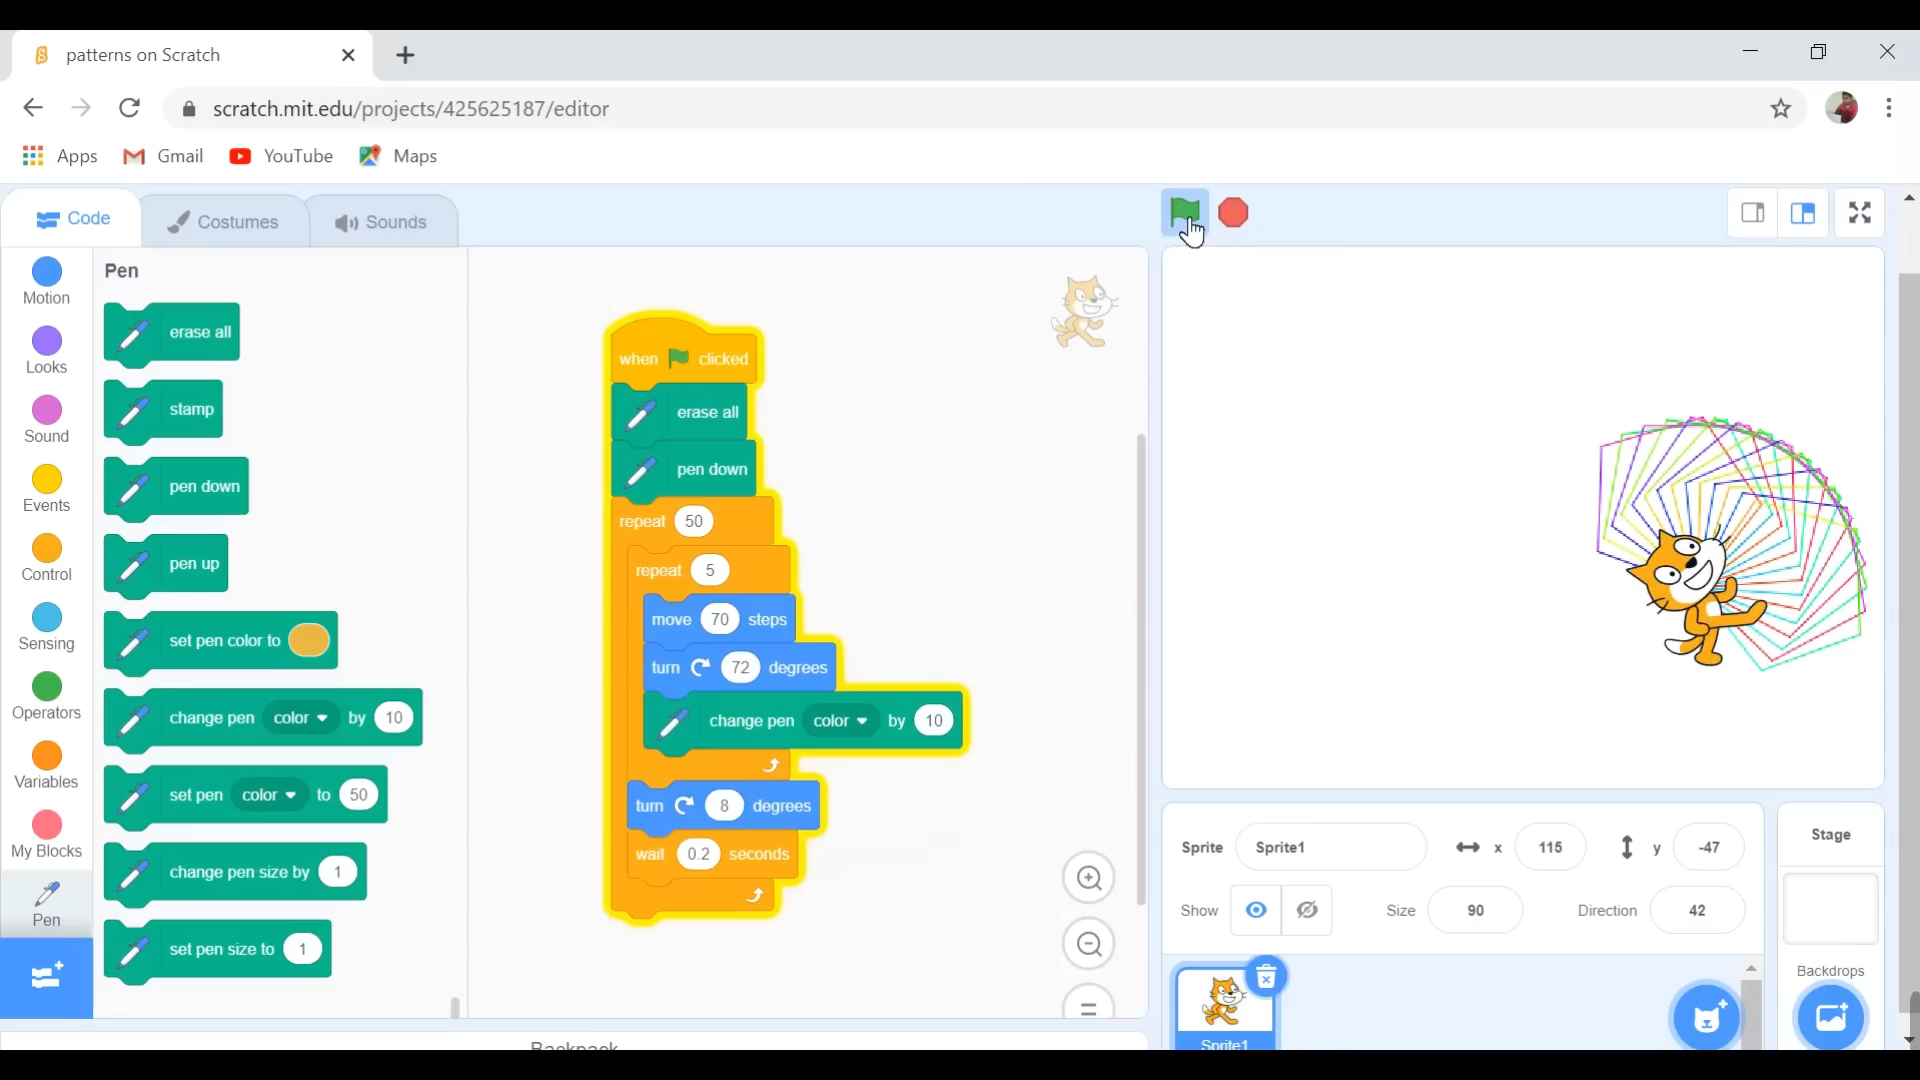 patterns on Scratch
scratch.mit.edu/projects/425625187/editor
Apps Gmail YouTube Maps
Code Costumes Sounds
Motion
Looks
Sound
Events
Control
Sensing
Operators
Variables
My Blocks
Pen
Pen
erase all
stamp
pen down
pen up
set pen color to
change pen color by 10
set pen color to 50
change pen size by 1
set pen size to 1
when clicked
erase all
pen down
repeat 50
repeat 5
move 70 steps
turn 72 degrees
change pen color by 10
turn 8 degrees
wait 0.2 seconds
Backpack
Sprite Sprite1 x 115 y -47
Show Size 90 Direction 42
Sprite1
Stage
Backdrops